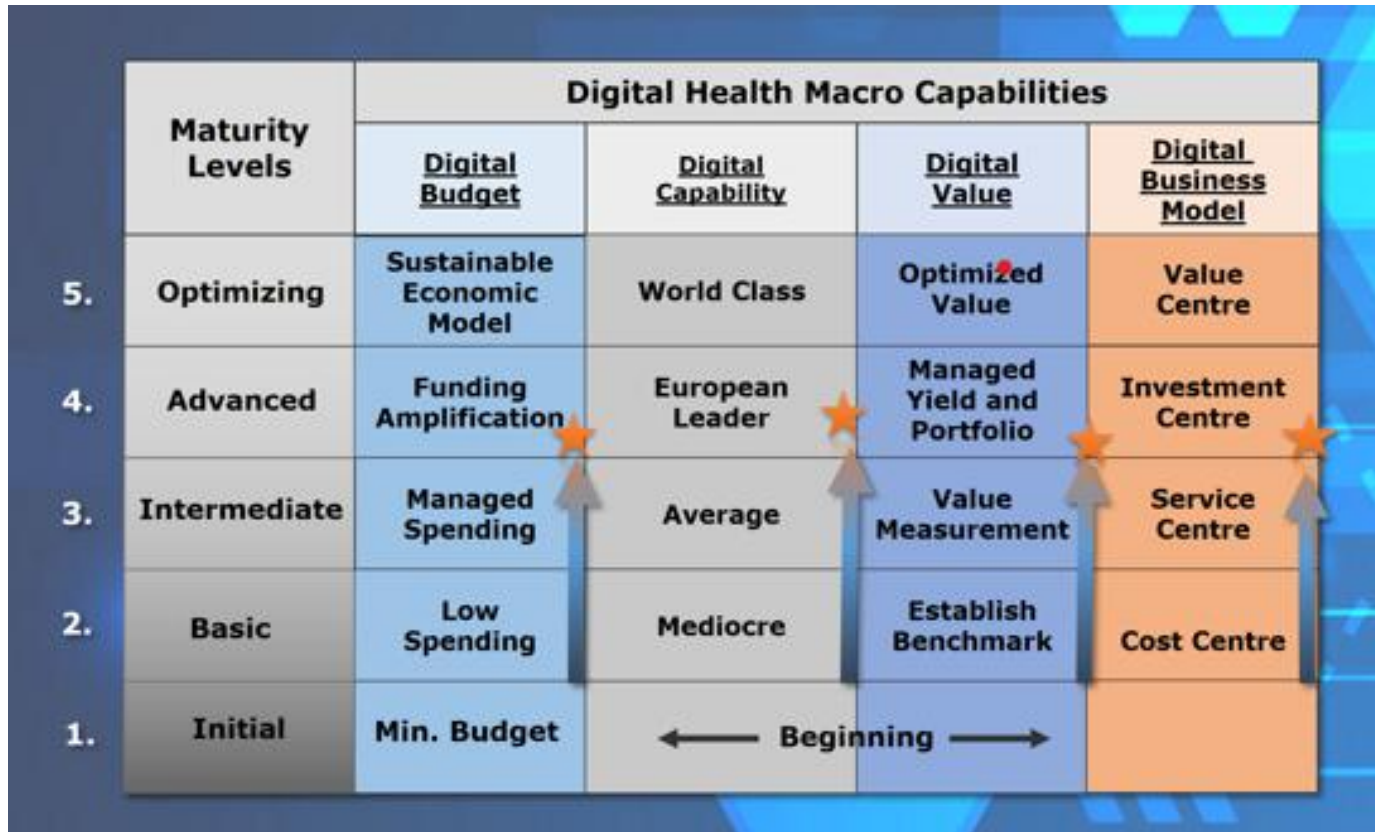 Digital Health Macro Capabilities
Maturity
Levels
Digital
Budget
Digital
Capability
Digital
Value
Digital
Business
Model
5.
Optimizing
Sustainable
Economic
Model
World Class
Optimized
Value
Value
Centre
4.
Advanced
Funding
Amplification
European
Leader
Managed
Yield and
Portfolio
Investment
Centre
3.
Intermediate
Managed
Spending
Average
Value
Measurement
Service
Centre
2.
Basic
Low
Spending
Mediocre
Establish
Benchmark
Cost Centre
1.
Initial
Min. Budget
Beginning